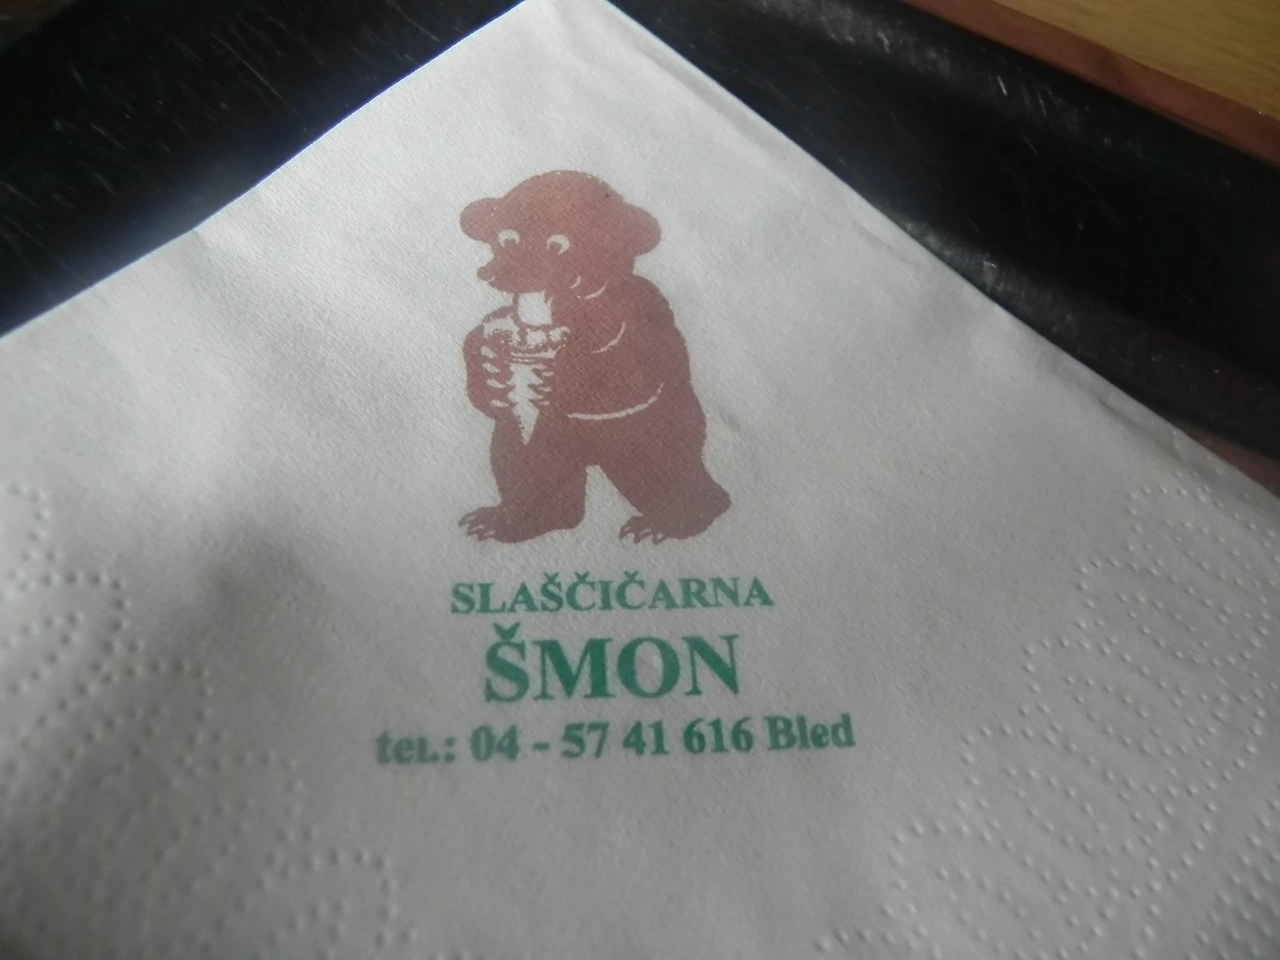 SLAŠČIČARNA
ŠMON
tel.: 04 - 57 41 616 Bled